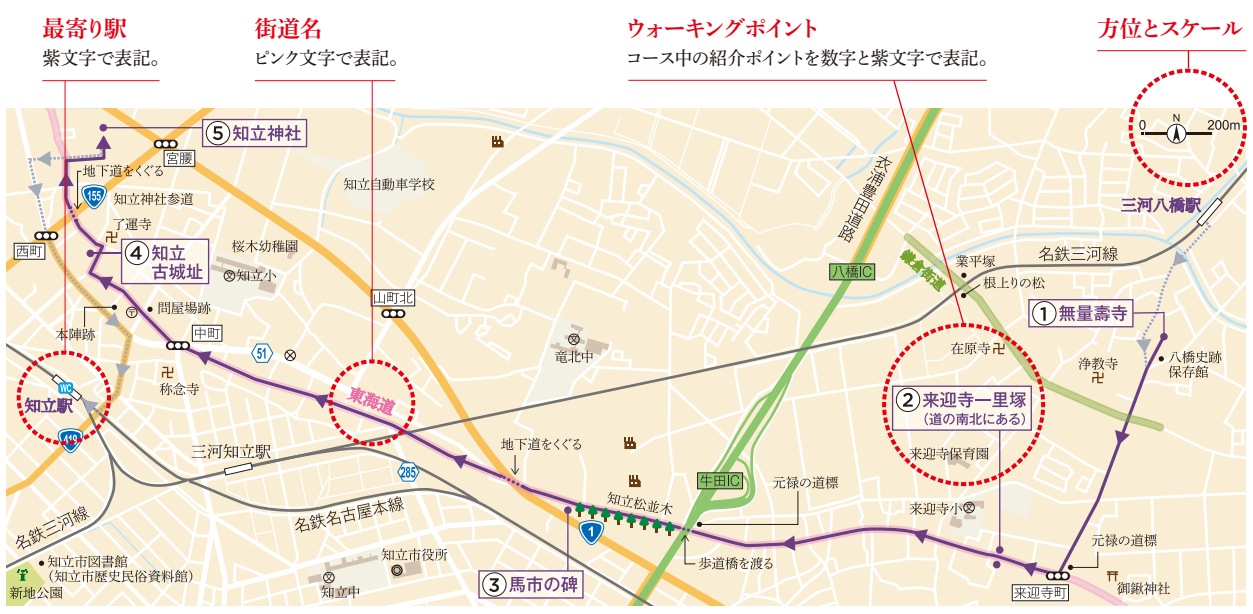 最寄り駅
紫文字で表記。
街道名
ピンク文字で表記。
ウォーキングポイント
コース中の紹介ポイントを数字と紫文字で表記。
方位とスケール
N
0
200m
⑤知立神社
宮腰
地下道をくぐる
155
知立神社参道
了運寺
西町
④知立
古城址
桜木幼稚園
知立小
知立自動車学校
山町北
問屋場跡
本陣跡
中町
51
称念寺
WC
知立駅
419
三河知立駅
285
東海道
竜北中
地下道をくぐる
名鉄三河線
名鉄名古屋本線
知立市図書館
(知立市歴史民俗資料館)
新地公園
知立市役所
知立中
③馬市の碑
1
知立松並木
牛田IC
元禄の道標
歩道橋を渡る
衣浦豊田道路
八橋IC
鎌倉街道
業平塚
根上りの松
名鉄三河線
三河八橋駅
①無量壽寺
在原寺
浄教寺
八橋史跡
保存館
②来迎寺一里塚
(道の南北にある)
来迎寺保育園
来迎寺小
元禄の道標
来迎寺町
御鍬神社